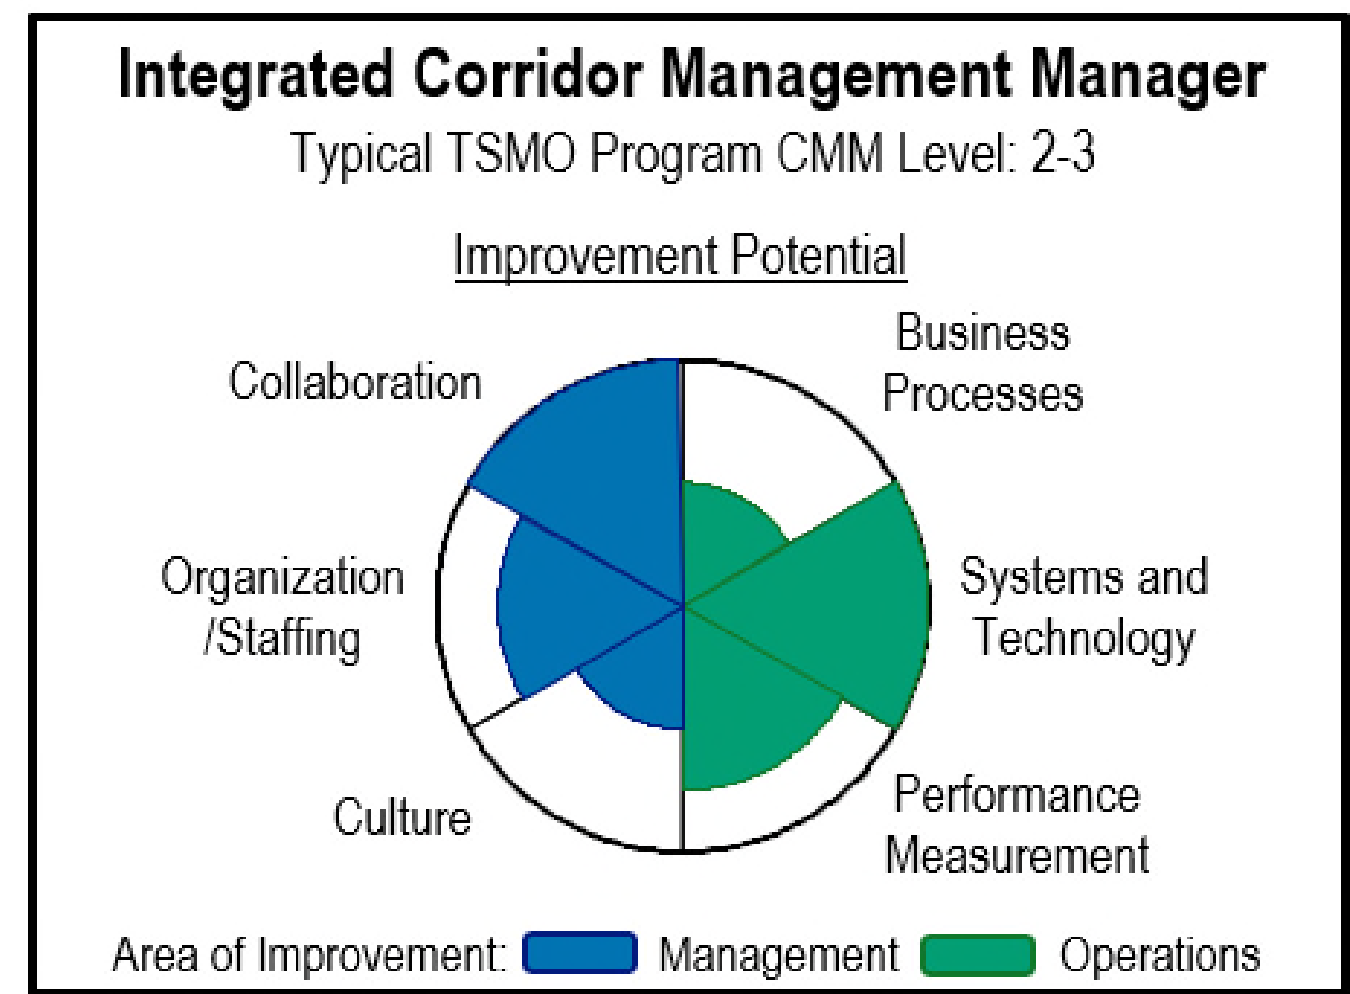 Integrated Corridor Management Manager
Typical TSMO Program CMM Level: 2-3
Improvement Potential
Business
Processes
Collaboration
Organization
/Staffing
Systems and
Technology
Culture
Performance
Measurement
Area of Improvement: Management Operations